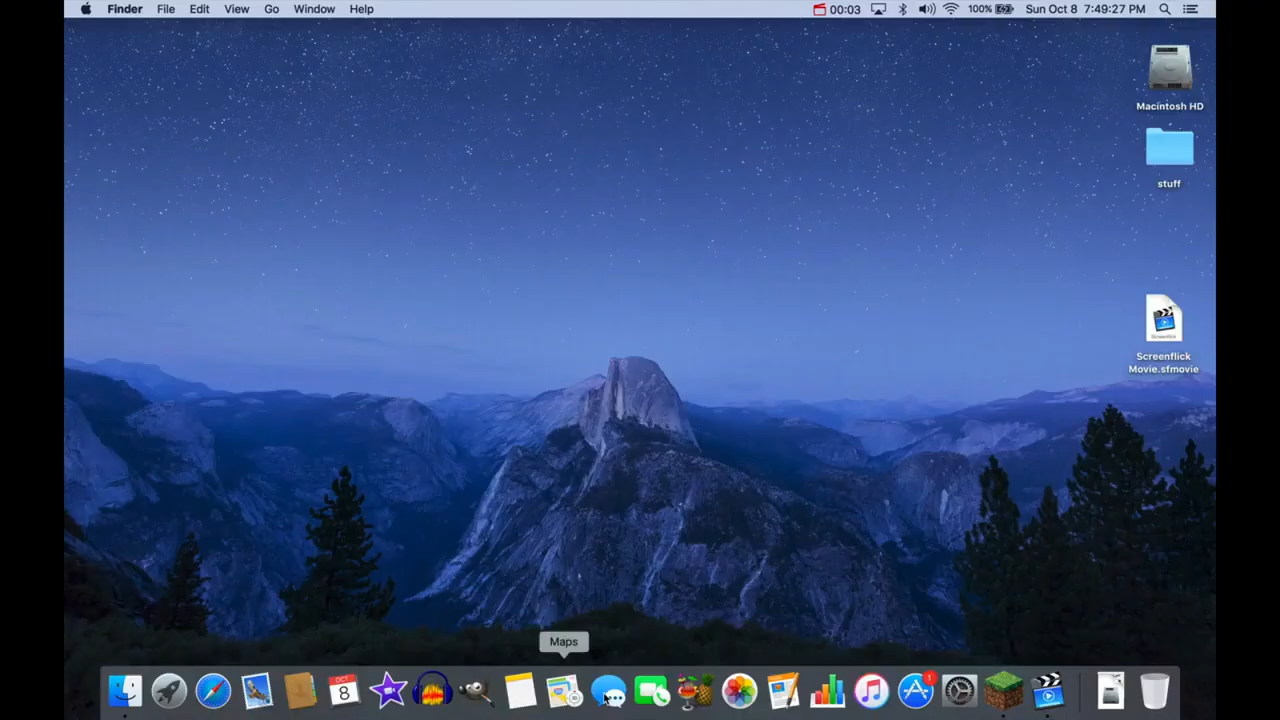 Finder File Edit View Go Window Help 00:03 100% Sun Oct 8 7:49:27 PM
Macintosh HD
stuff
Screenflick
Movie.sfmovie
Maps
OCT
8
1